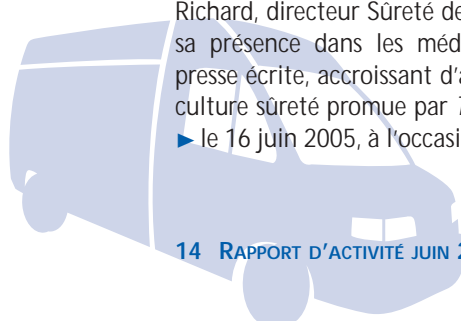 Richard, directeur Sûreté de
sa présence dans les méd
presse écrite, accroissant d'a
culture sûreté promue par
► le 16 juin 2005, à l'occasi
14 RAPPORT D'ACTIVITÉ JUIN 2